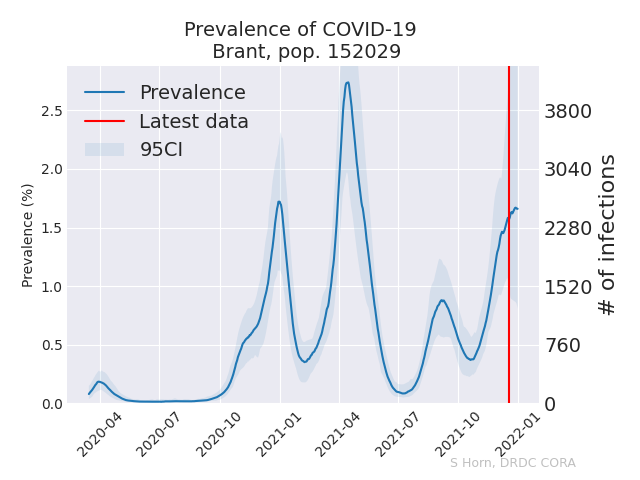 Prevalence of COVID-19
Brant, pop. 152029
Prevalence
Latest data
95CI
Prevalence (%)
2.5
2.0
1.5
1.0
0.5
0.0
# of infections
3800
3040
2280
1520
760
0
2020-04
2020-07
2020-10
2021-01
2021-04
2021-07
2021-10
2022-01
S Horn, DRDC CORA